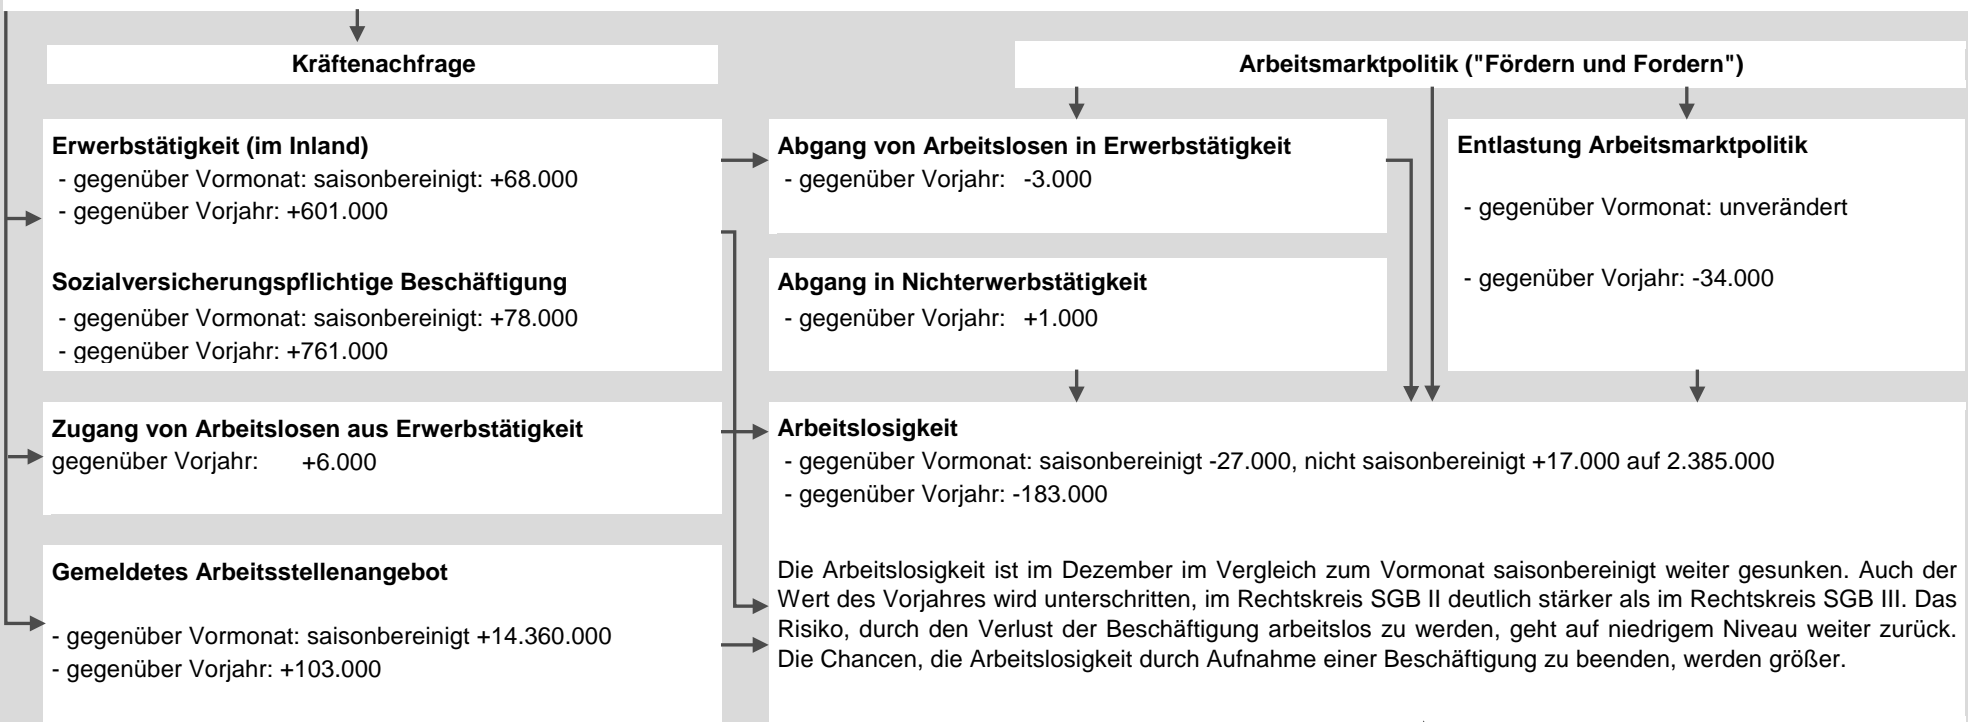 Kräftenachfrage
Arbeitsmarktpolitik ("Fördern und Fordern")
Erwerbstätigkeit (im Inland)
- gegenüber Vormonat: saisonbereinigt: +68.000
- gegenüber Vorjahr: +601.000
Sozialversicherungspflichtige Beschäftigung
- gegenüber Vormonat: saisonbereinigt: +78.000
- gegenüber Vorjahr: +761.000
Abgang von Arbeitslosen in Erwerbstätigkeit
- gegenüber Vorjahr: -3.000
Abgang in Nichterwerbstätigkeit
- gegenüber Vorjahr: +1.000
Entlastung Arbeitsmarktpolitik
- gegenüber Vormonat: unverändert
- gegenüber Vorjahr: -34.000
Zugang von Arbeitslosen aus Erwerbstätigkeit
gegenüber Vorjahr: +6.000
Gemeldetes Arbeitsstellenangebot
- gegenüber Vormonat: saisonbereinigt +14.360.000
- gegenüber Vorjahr: +103.000
Arbeitslosigkeit
- gegenüber Vormonat: saisonbereinigt -27.000, nicht saisonbereinigt +17.000 auf 2.385.000
- gegenüber Vorjahr: -183.000
Die Arbeitslosigkeit ist im Dezember im Vergleich zum Vormonat saisonbereinigt weiter gesunken. Auch der
Wert des Vorjahres wird unterschritten, im Rechtskreis SGB II deutlich stärker als im Rechtskreis SGB III. Das
Risiko, durch den Verlust der Beschäftigung arbeitslos zu werden, geht auf niedrigem Niveau weiter zurück.
Die Chancen, die Arbeitslosigkeit durch Aufnahme einer Beschäftigung zu beenden, werden größer.